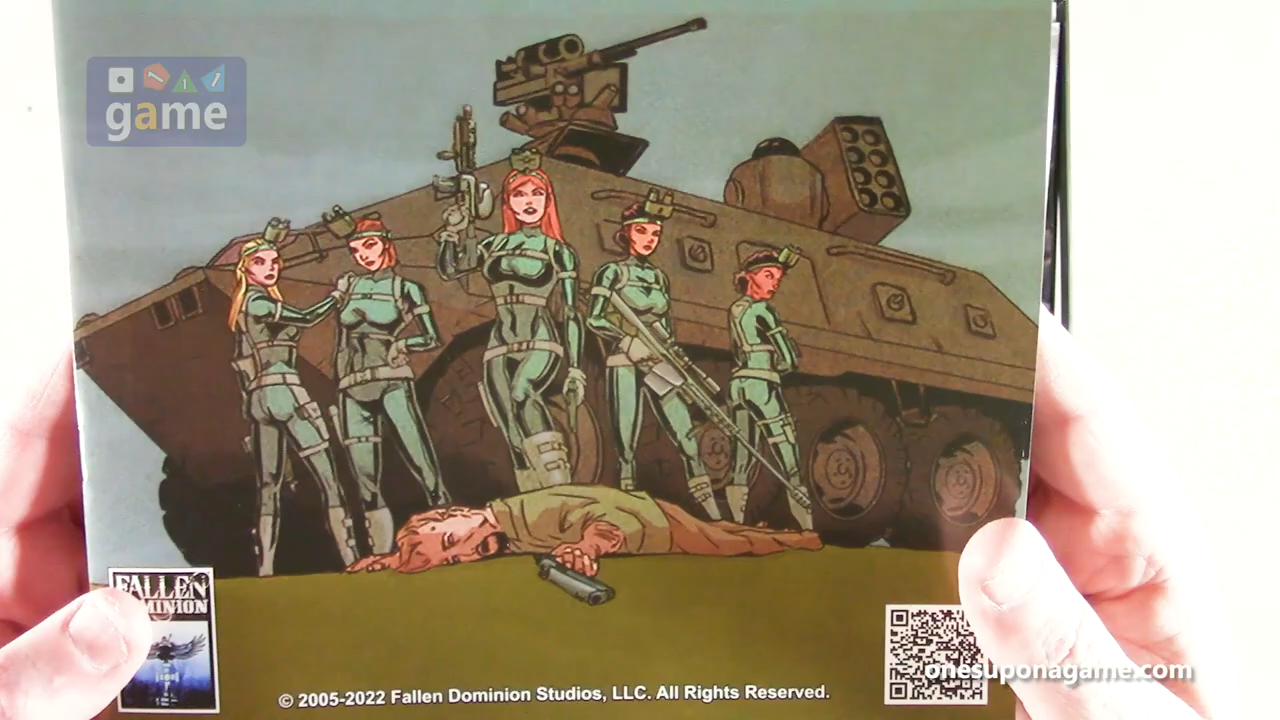 game
FALLEN
DOMINION
© 2005-2022 Fallen Dominion Studios, LLC. All Rights Reserved.
onesuponagame.com